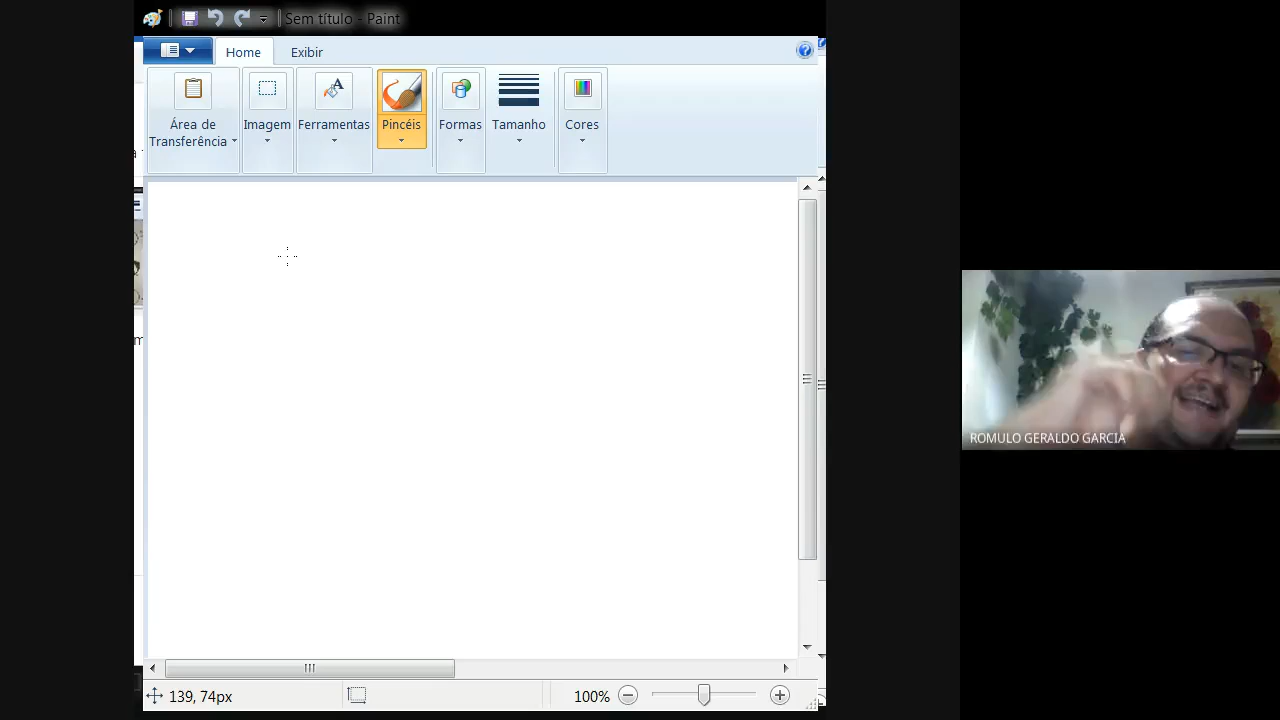 Sem título - Paint
Home
Exibir
Área de
Transferência
Imagem
Ferramentas
Pincéis
Formas
Tamanho
Cores
ROMULO GERALDO GARCIA
139, 74px
100%